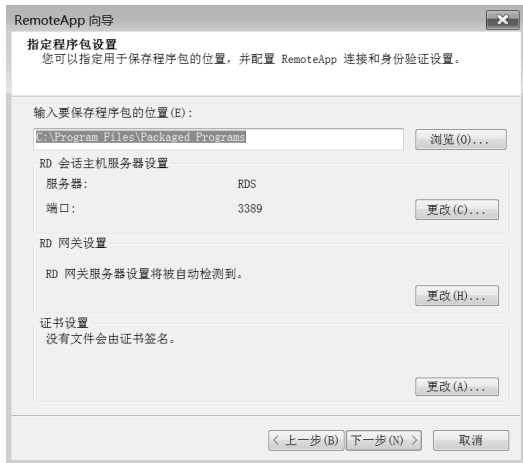 RemoteApp 向导
指定程序包设置
您可以指定用于保存程序包的位置，并配置 RemoteApp 连接和身份验证设置。
输入要保存程序包的位置(E):
C:\Program Files\Packaged Programs
浏览(O)...
RD 会话主机服务器设置
服务器: RDS
端口: 3389
更改(C)...
RD 网关设置
RD 网关服务器设置将被自动检测到。
更改(H)...
证书设置
没有文件会由证书签名。
更改(A)...
< 上一步(B) 下一步(N) > 取消